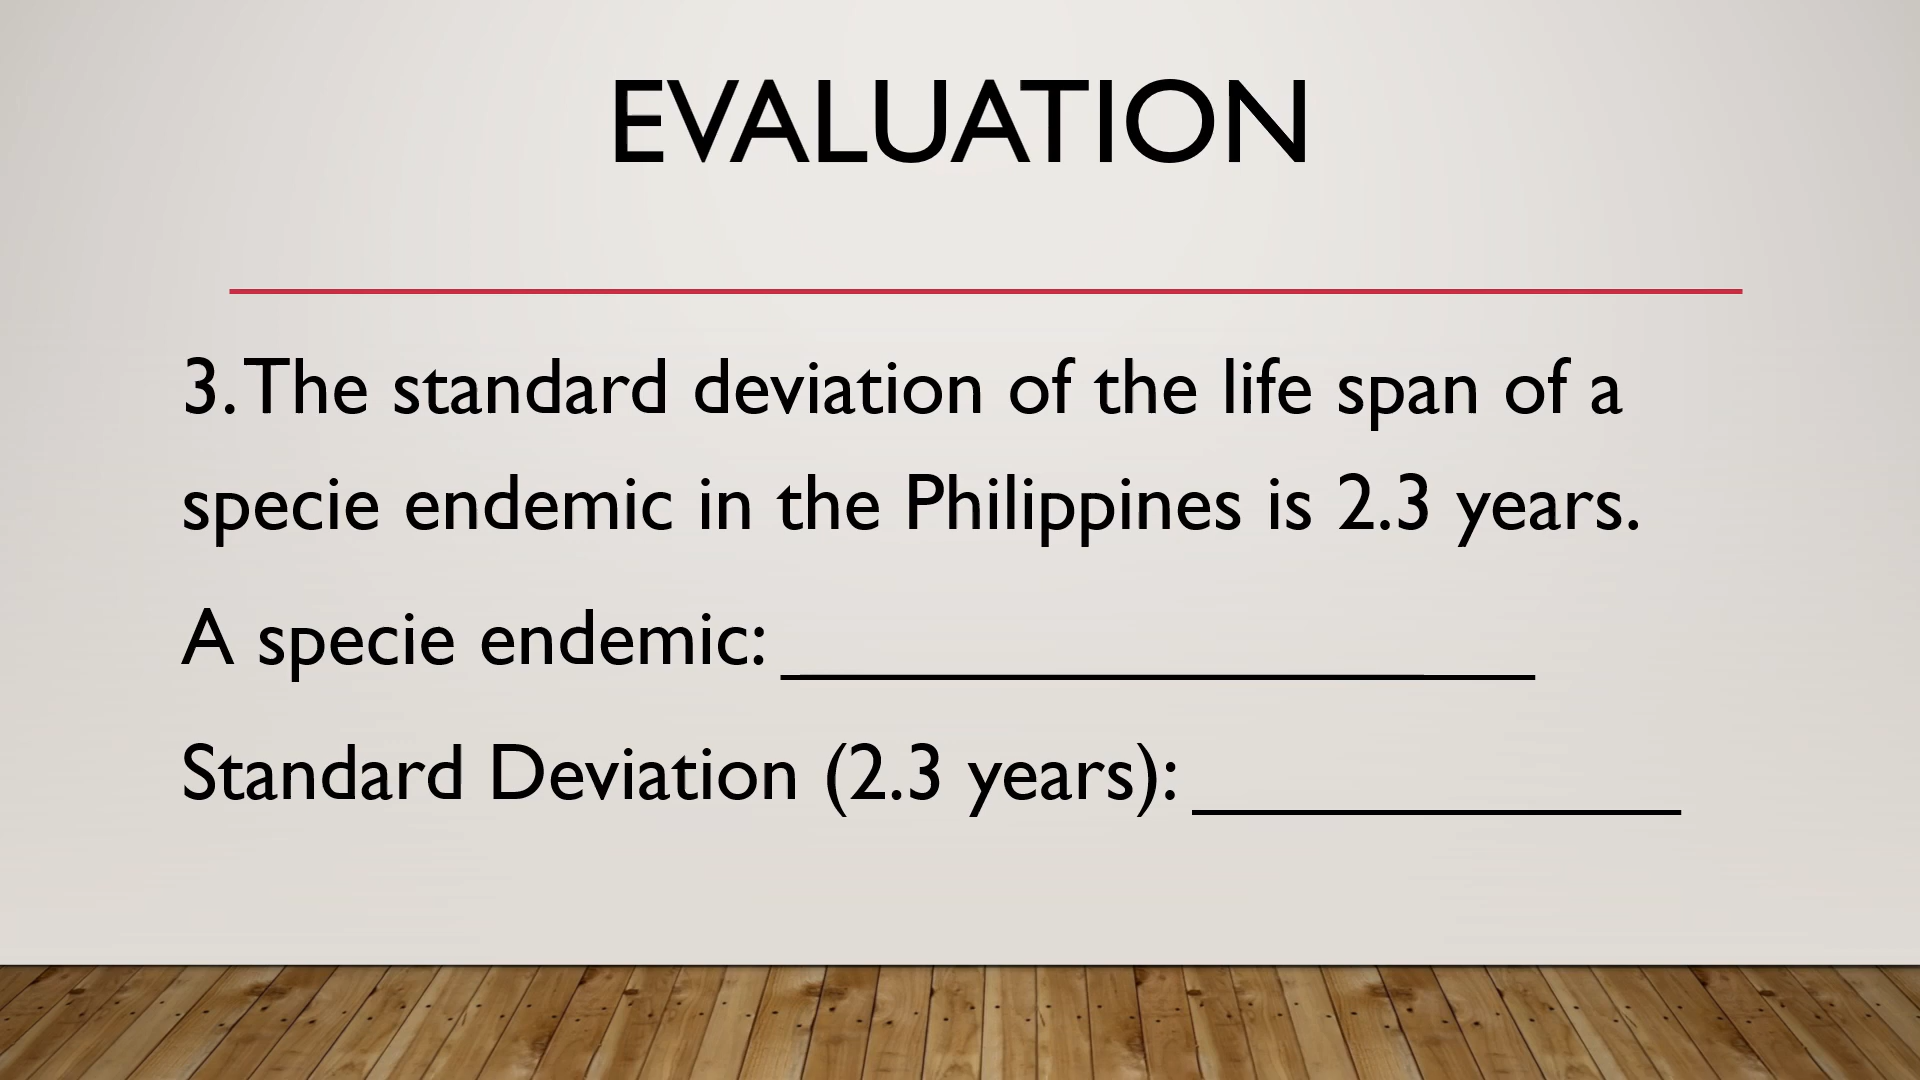 EVALUATION
3. The standard deviation of the life span of a
specie endemic in the Philippines is 2.3 years.
A specie endemic: ____________________
Standard Deviation (2.3 years): _____________